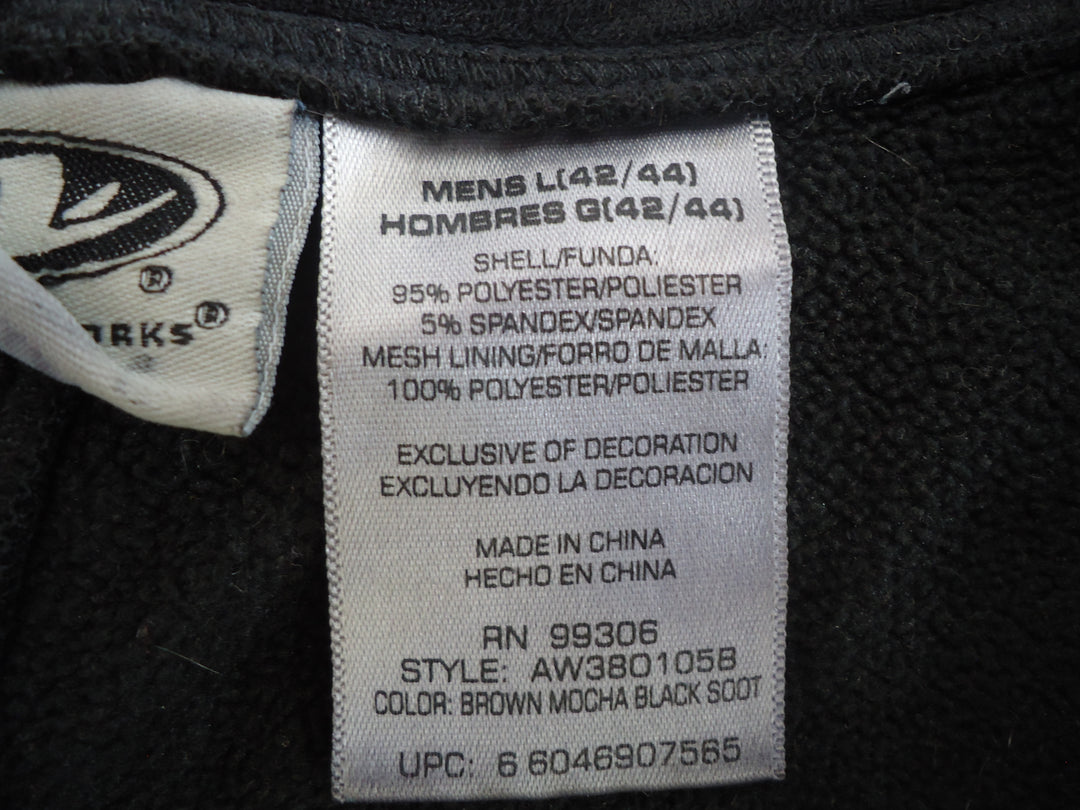 ®
RKS®
MENS L(42/44)
HOMBRES G(42/44)
SHELL/FUNDA:
95% POLYESTER/POLIESTER
5% SPANDEX/SPANDEX
MESH LINING/FORRO DE MALLA:
100% POLYESTER/POLIESTER
EXCLUSIVE OF DECORATION
EXCLUYENDO LA DECORACION
MADE IN CHINA
HECHO EN CHINA
RN 99306
STYLE: AW380105B
COLOR: BROWN MOCHA BLACK SOOT
UPC: 6 6046907565